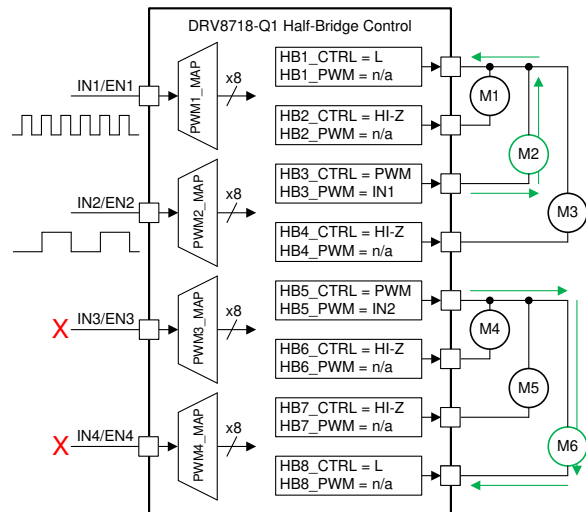 DRV8718-Q1 Half-Bridge Control
IN1/EN1
PWM1_MAP
x8
HB1_CTRL = L
HB1_PWM = n/a
M1
HB2_CTRL = HI-Z
HB2_PWM = n/a
M2
IN2/EN2
PWM2_MAP
x8
HB3_CTRL = PWM
HB3_PWM = IN1
M3
HB4_CTRL = HI-Z
HB4_PWM = n/a
X
IN3/EN3
PWM3_MAP
x8
HB5_CTRL = PWM
HB5_PWM = IN2
M4
HB6_CTRL = HI-Z
HB6_PWM = n/a
M5
X
IN4/EN4
PWM4_MAP
x8
HB7_CTRL = HI-Z
HB7_PWM = n/a
M6
HB8_CTRL = L
HB8_PWM = n/a